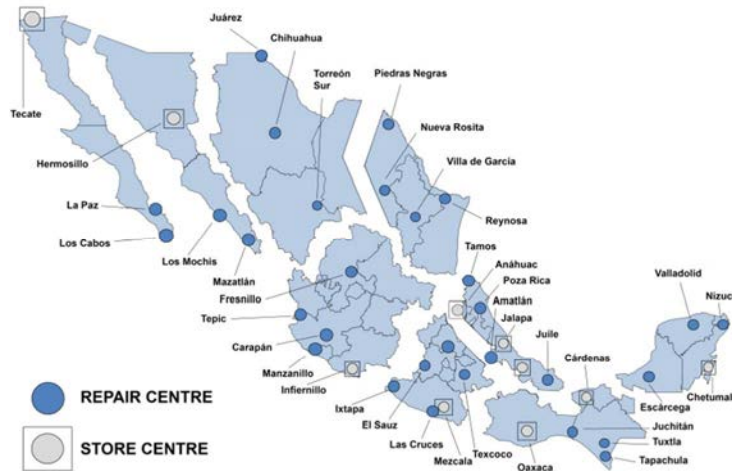 Juárez
Chihuahua
Torreón
Sur
Piedras Negras
Tecate
Nueva Rosita
Hermosillo
Villa de García
La Paz
Los Cabos
Reynosa
Los Mochis
Tamos
Mazatlán
Anáhuac
Valladolid
Fresnillo
Poza Rica
Nizuc
Tepic
Amatlán
Jalapa
Carapán
Juile
Manzanillo
Cárdenas
Infiernillo
Chetumal
REPAIR CENTRE
Ixtapa
Escárcega
El Sauz
Juchitán
Las Cruces
Texcoco
Tuxtla
STORE CENTRE
Mezcala
Oaxaca
Tapachula